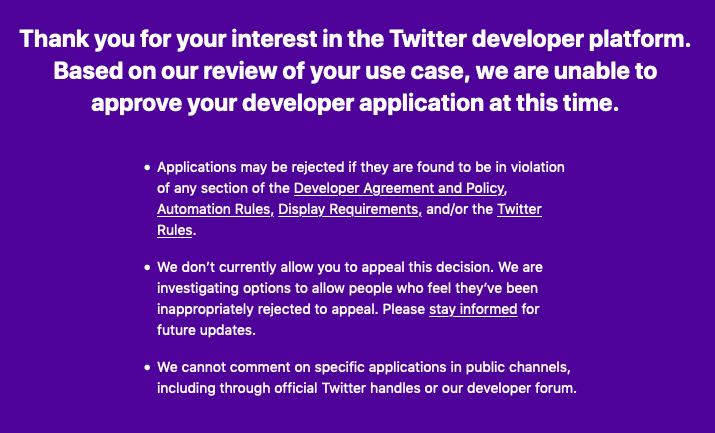 Thank you for your interest in the Twitter developer platform.
Based on our review of your use case, we are unable to
approve your developer application at this time.
• Applications may be rejected if they are found to be in violation
of any section of the Developer Agreement and Policy,
Automation Rules, Display Requirements, and/or the Twitter
Rules.
• We don’t currently allow you to appeal this decision. We are
investigating options to allow people who feel they’ve been
inappropriately rejected to appeal. Please stay informed for
future updates.
• We cannot comment on specific applications in public channels,
including through official Twitter handles or our developer forum.